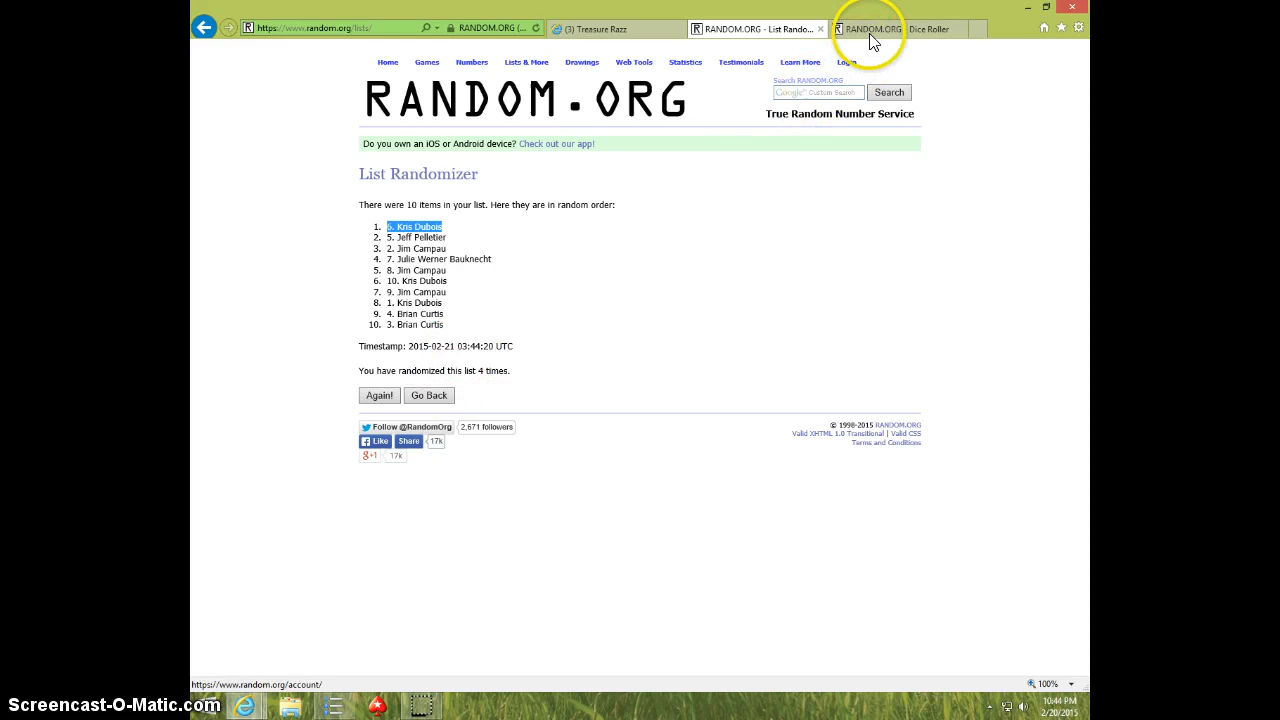 https://www.random.org/lists/
RANDOM.ORG (...
(3) Treasure Razz
RANDOM.ORG - List Rando...
RANDOM.ORG - Dice Roller
Home Games Numbers Lists & More Drawings Web Tools Statistics Testimonials Learn More Login
RANDOM.ORG
Search RANDOM.ORG
Google™ Custom Search
Search
True Random Number Service
Do you own an iOS or Android device? Check out our app!
List Randomizer
There were 10 items in your list. Here they are in random order:
1. 6. Kris Dubois
2. 5. Jeff Pelletier
3. 2. Jim Campau
4. 7. Julie Werner Bauknecht
5. 8. Jim Campau
6. 10. Kris Dubois
7. 9. Jim Campau
8. 1. Kris Dubois
9. 4. Brian Curtis
10. 3. Brian Curtis
Timestamp: 2015-02-21 03:44:20 UTC
You have randomized this list 4 times.
Again! Go Back
Follow @RandomOrg 2,671 followers
Like Share 17k
g+1 17k
© 1998-2015 RANDOM.ORG
Valid XHTML 1.0 Transitional | Valid CSS
Terms and Conditions
https://www.random.org/account/
100%
Screencast-O-Matic.com
10:44 PM
2/20/2015